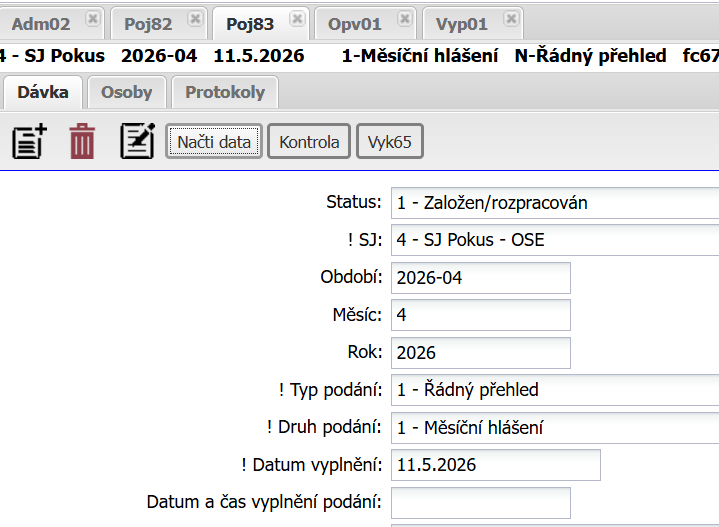 Adm02 Poj82 Poj83 Opv01 Vyp01
4 - SJ Pokus 2026-04 11.5.2026 1-Měsíční hlášení N-Řádný přehled fc67
Dávka Osoby Protokoly
Načti data Kontrola Vyk65
Status: 1 - Založen/rozpracován
! SJ: 4 - SJ Pokus - OSE
Období: 2026-04
Měsíc: 4
Rok: 2026
! Typ podání: 1 - Řádný přehled
! Druh podání: 1 - Měsíční hlášení
! Datum vyplnění: 11.5.2026
Datum a čas vyplnění podání: